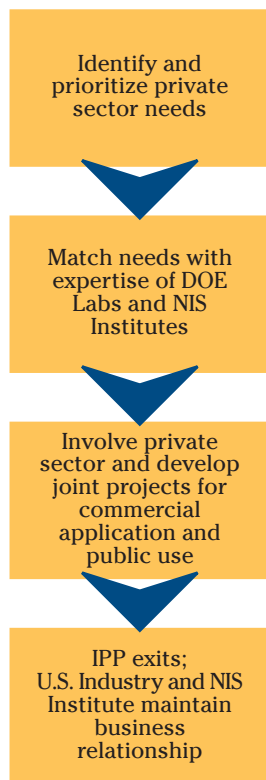 Identify and
prioritize private
sector needs
Match needs with
expertise of DOE
Labs and NIS
Institutes
Involve private
sector and develop
joint projects for
commercial
application and
public use
IPP exits;
U.S. Industry and NIS
Institute maintain
business
relationship